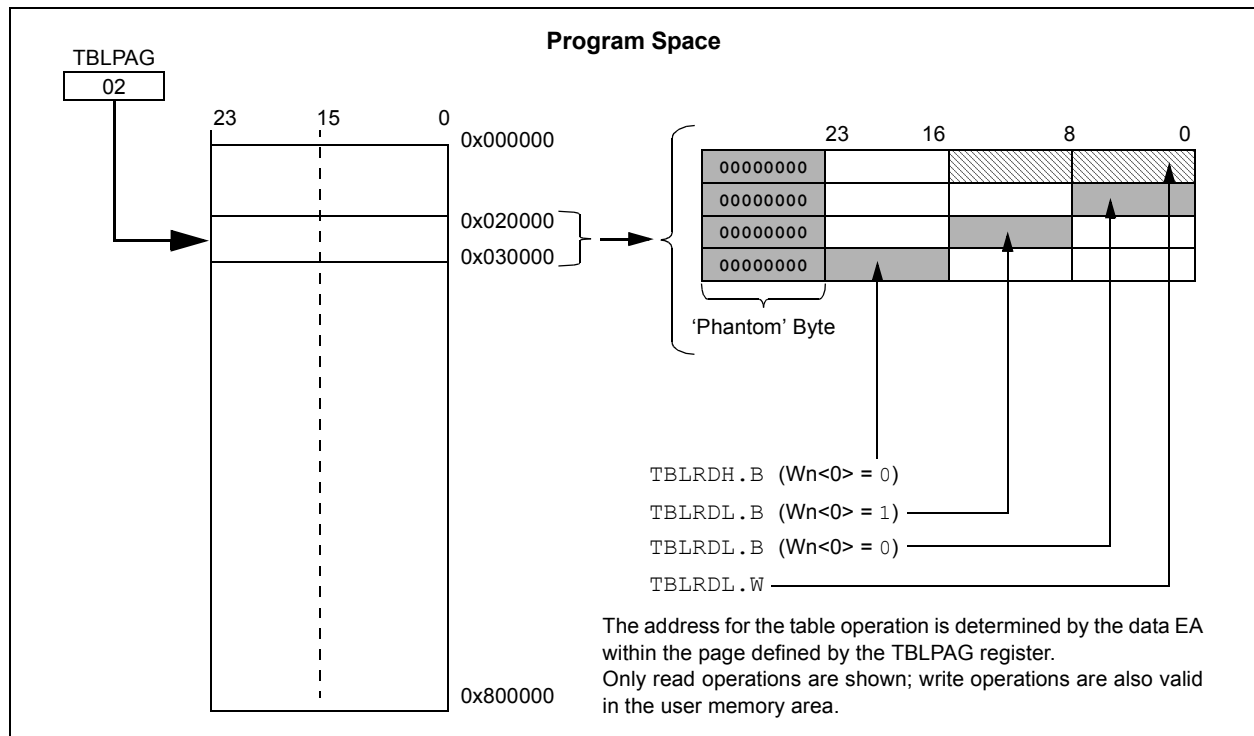 Program Space
TBLPAG
02
23 15 0
0x000000
0x020000
0x030000
0x800000
23 16 8 0
00000000
00000000
00000000
00000000
‘Phantom’ Byte
TBLRDH.B (Wn<0> = 0)
TBLRDL.B (Wn<0> = 1)
TBLRDL.B (Wn<0> = 0)
TBLRDL.W
The address for the table operation is determined by the data EA
within the page defined by the TBLPAG register.
Only read operations are shown; write operations are also valid
in the user memory area.